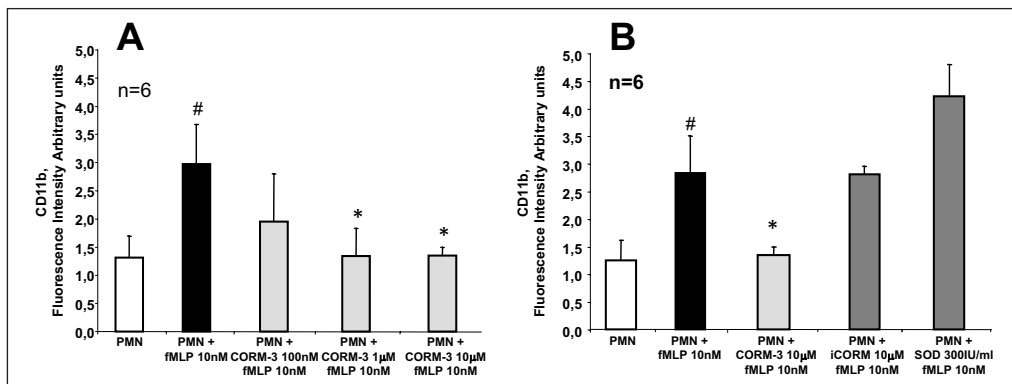 A
n=6
CD11b,
Fluorescence Intensity Arbitrary units
5,0
4,5
4,0
3,5
3,0
2,5
2,0
1,5
1,0
0,5
0,0
#
*
*
PMN
PMN +
fMLP 10nM
PMN +
CORM-3 100nM
fMLP 10nM
PMN +
CORM-3 1µM
fMLP 10nM
PMN +
CORM-3 10µM
fMLP 10nM
B
n=6
CD11b,
Fluorescence Intensity Arbitrary units
5,0
4,5
4,0
3,5
3,0
2,5
2,0
1,5
1,0
0,5
0,0
#
*
PMN
PMN +
fMLP 10nM
PMN +
CORM-3 10µM
fMLP 10nM
PMN +
iCORM 10µM
fMLP 10nM
PMN +
SOD 300IU/ml
fMLP 10nM